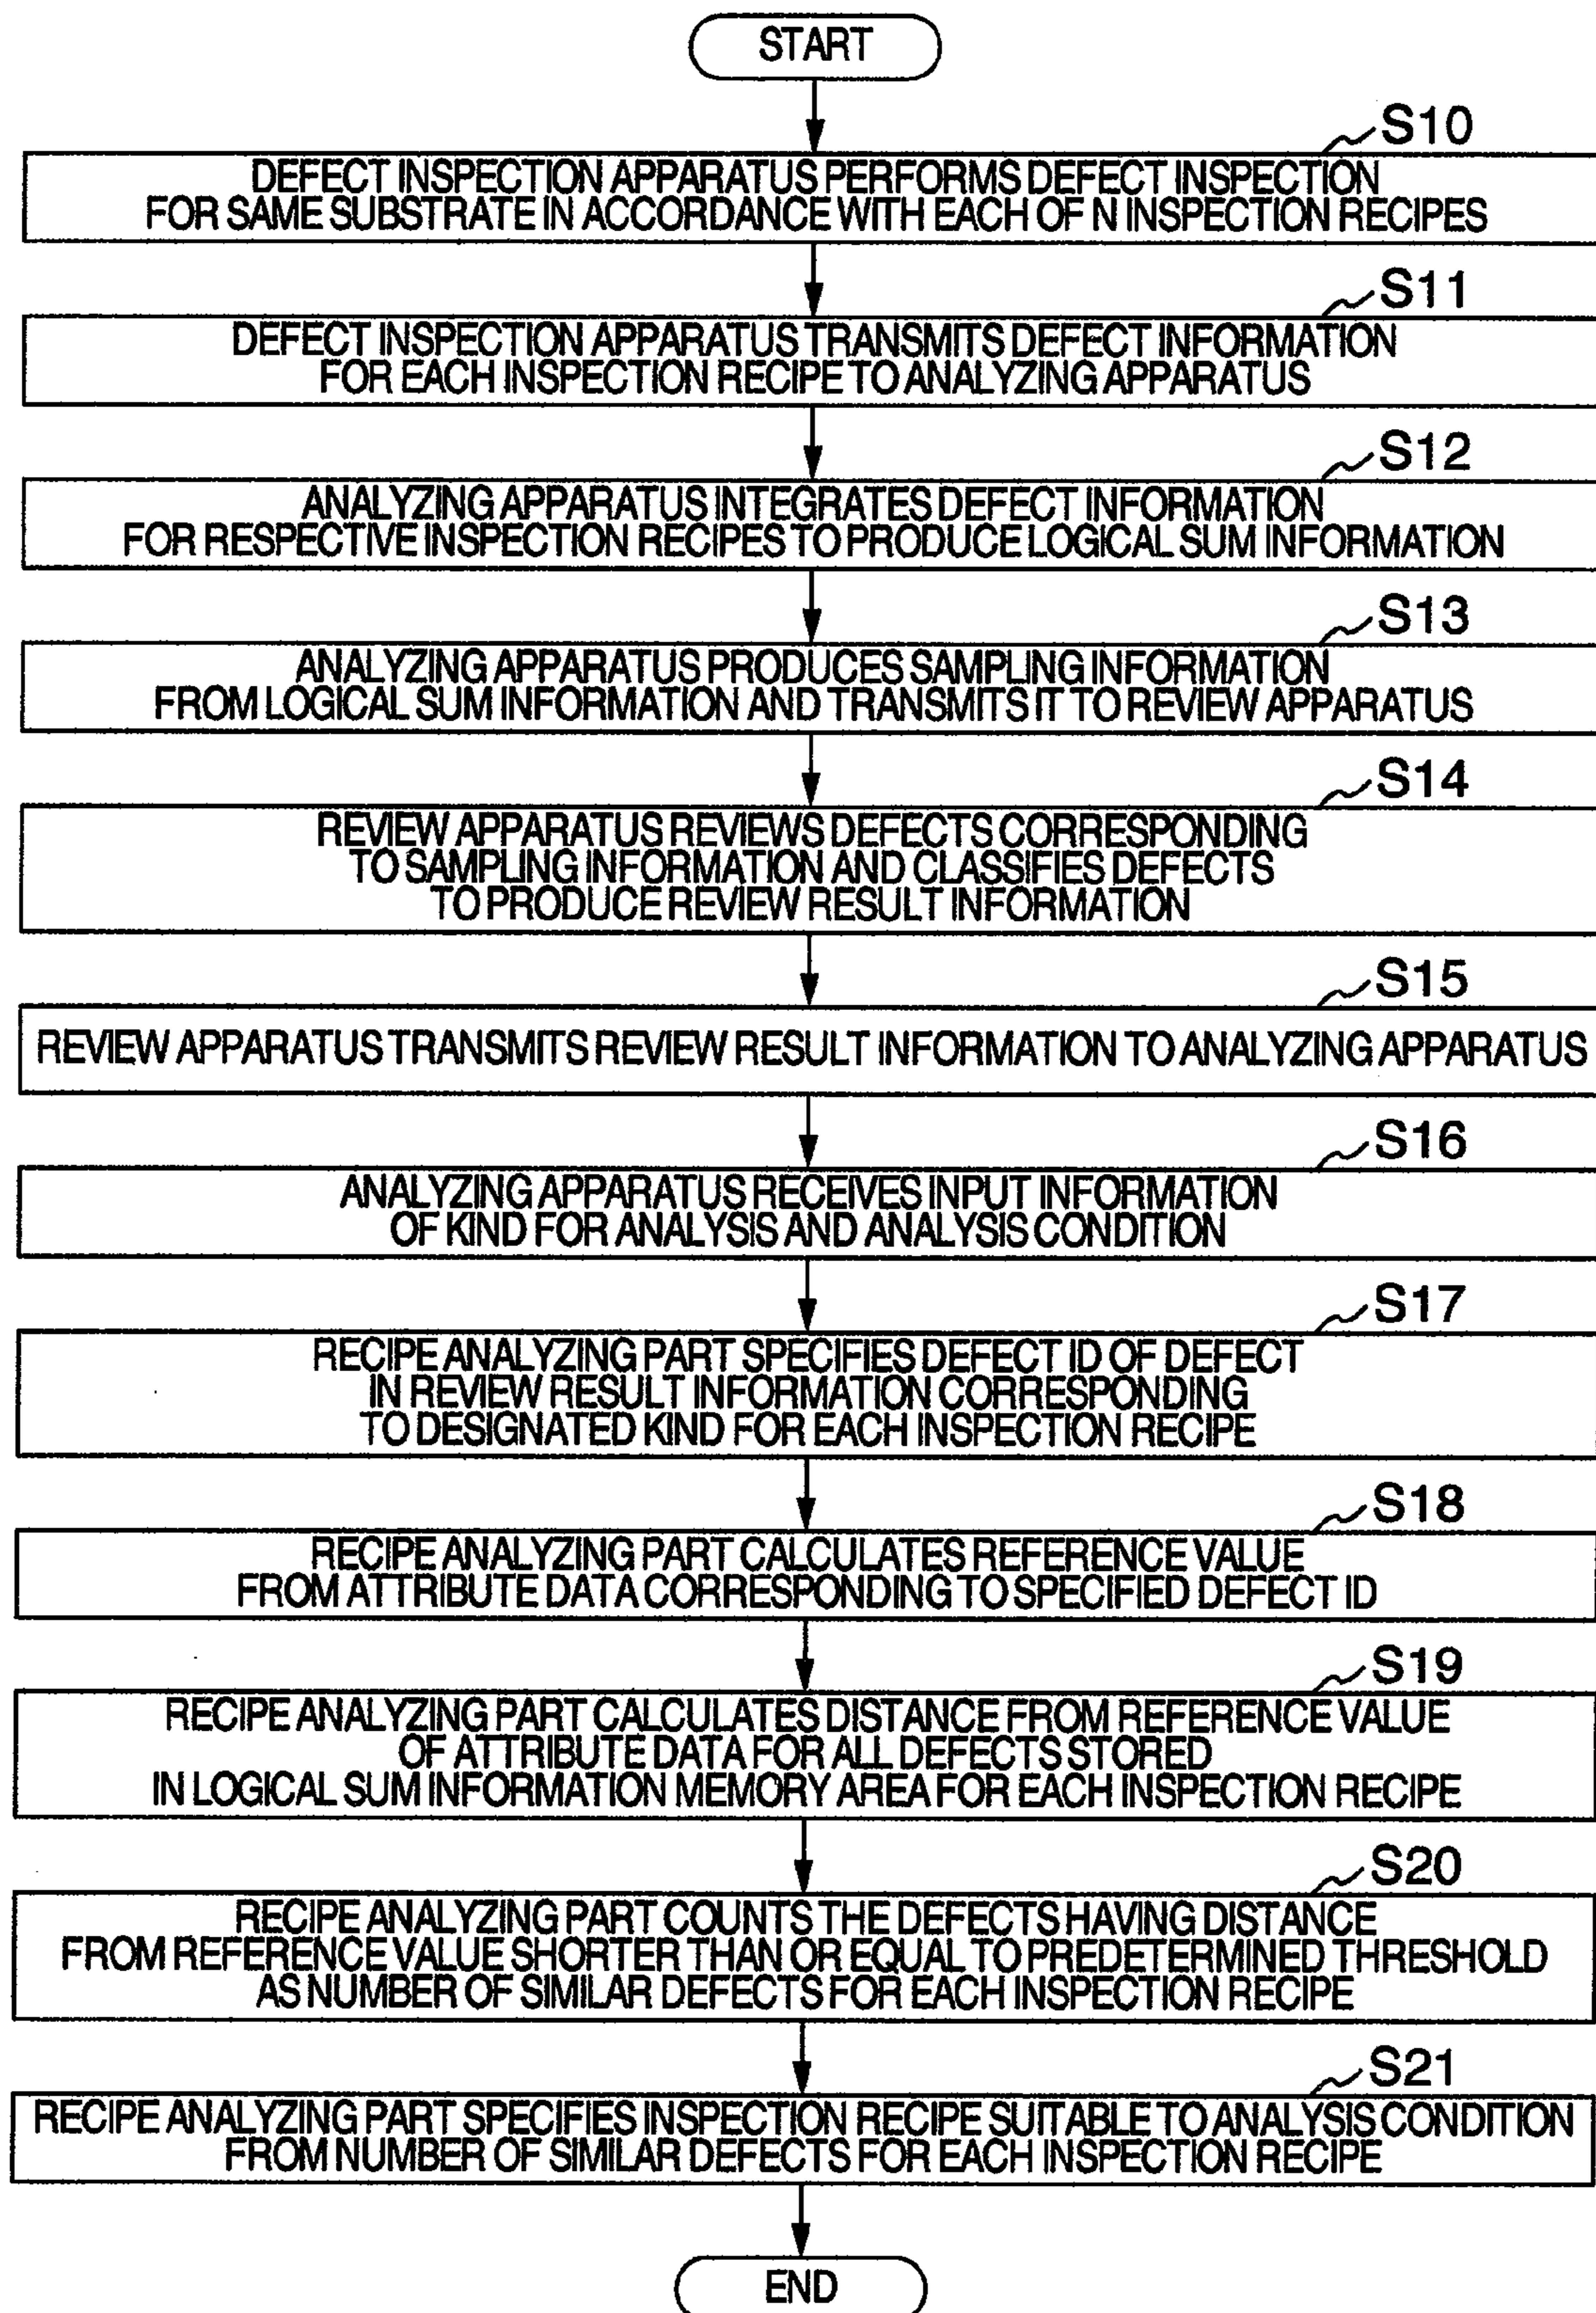 START
S10
DEFECT INSPECTION APPARATUS PERFORMS DEFECT INSPECTION
FOR SAME SUBSTRATE IN ACCORDANCE WITH EACH OF N INSPECTION RECIPES
S11
DEFECT INSPECTION APPARATUS TRANSMITS DEFECT INFORMATION
FOR EACH INSPECTION RECIPE TO ANALYZING APPARATUS
S12
ANALYZING APPARATUS INTEGRATES DEFECT INFORMATION
FOR RESPECTIVE INSPECTION RECIPES TO PRODUCE LOGICAL SUM INFORMATION
S13
ANALYZING APPARATUS PRODUCES SAMPLING INFORMATION
FROM LOGICAL SUM INFORMATION AND TRANSMITS IT TO REVIEW APPARATUS
S14
REVIEW APPARATUS REVIEWS DEFECTS CORRESPONDING
TO SAMPLING INFORMATION AND CLASSIFIES DEFECTS
TO PRODUCE REVIEW RESULT INFORMATION
S15
REVIEW APPARATUS TRANSMITS REVIEW RESULT INFORMATION TO ANALYZING APPARATUS
S16
ANALYZING APPARATUS RECEIVES INPUT INFORMATION
OF KIND FOR ANALYSIS AND ANALYSIS CONDITION
S17
RECIPE ANALYZING PART SPECIFIES DEFECT ID OF DEFECT
IN REVIEW RESULT INFORMATION CORRESPONDING
TO DESIGNATED KIND FOR EACH INSPECTION RECIPE
S18
RECIPE ANALYZING PART CALCULATES REFERENCE VALUE
FROM ATTRIBUTE DATA CORRESPONDING TO SPECIFIED DEFECT ID
S19
RECIPE ANALYZING PART CALCULATES DISTANCE FROM REFERENCE VALUE
OF ATTRIBUTE DATA FOR ALL DEFECTS STORED
IN LOGICAL SUM INFORMATION MEMORY AREA FOR EACH INSPECTION RECIPE
S20
RECIPE ANALYZING PART COUNTS THE DEFECTS HAVING DISTANCE
FROM REFERENCE VALUE SHORTER THAN OR EQUAL TO PREDETERMINED THRESHOLD
AS NUMBER OF SIMILAR DEFECTS FOR EACH INSPECTION RECIPE
S21
RECIPE ANALYZING PART SPECIFIES INSPECTION RECIPE SUITABLE TO ANALYSIS CONDITION
FROM NUMBER OF SIMILAR DEFECTS FOR EACH INSPECTION RECIPE
END